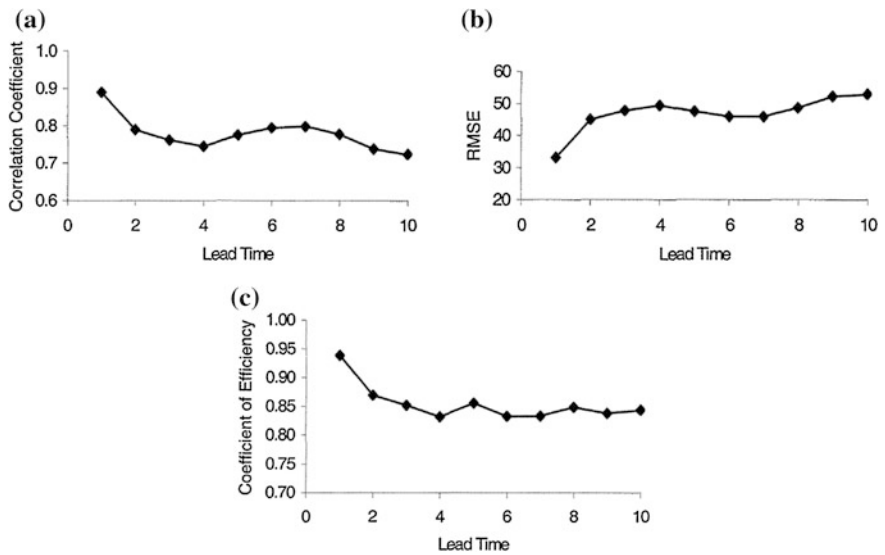 (a)
Correlation Coefficient
1.0
0.9
0.8
0.7
0.6
0 2 4 6 8 10
Lead Time
(b)
RMSE
60
50
40
30
20
0 2 4 6 8 10
Lead Time
(c)
Coefficient of Efficiency
1.00
0.95
0.90
0.85
0.80
0.75
0.70
0 2 4 6 8 10
Lead Time